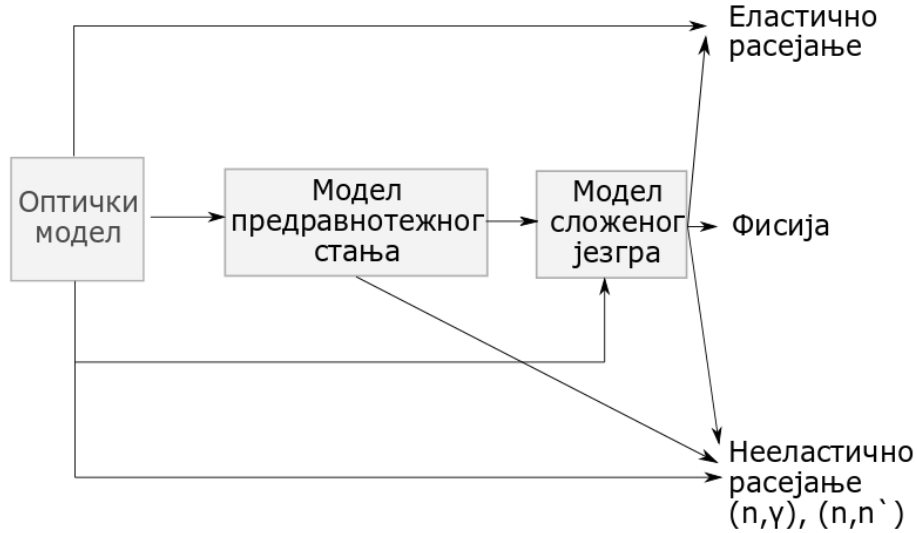 Еластично
расејање
Оптички
модел
Модел
предравнотежног
стања
Модел
сложеног
језгра
Фисија
Нееластично
расејање
(n,γ), (n,n`)